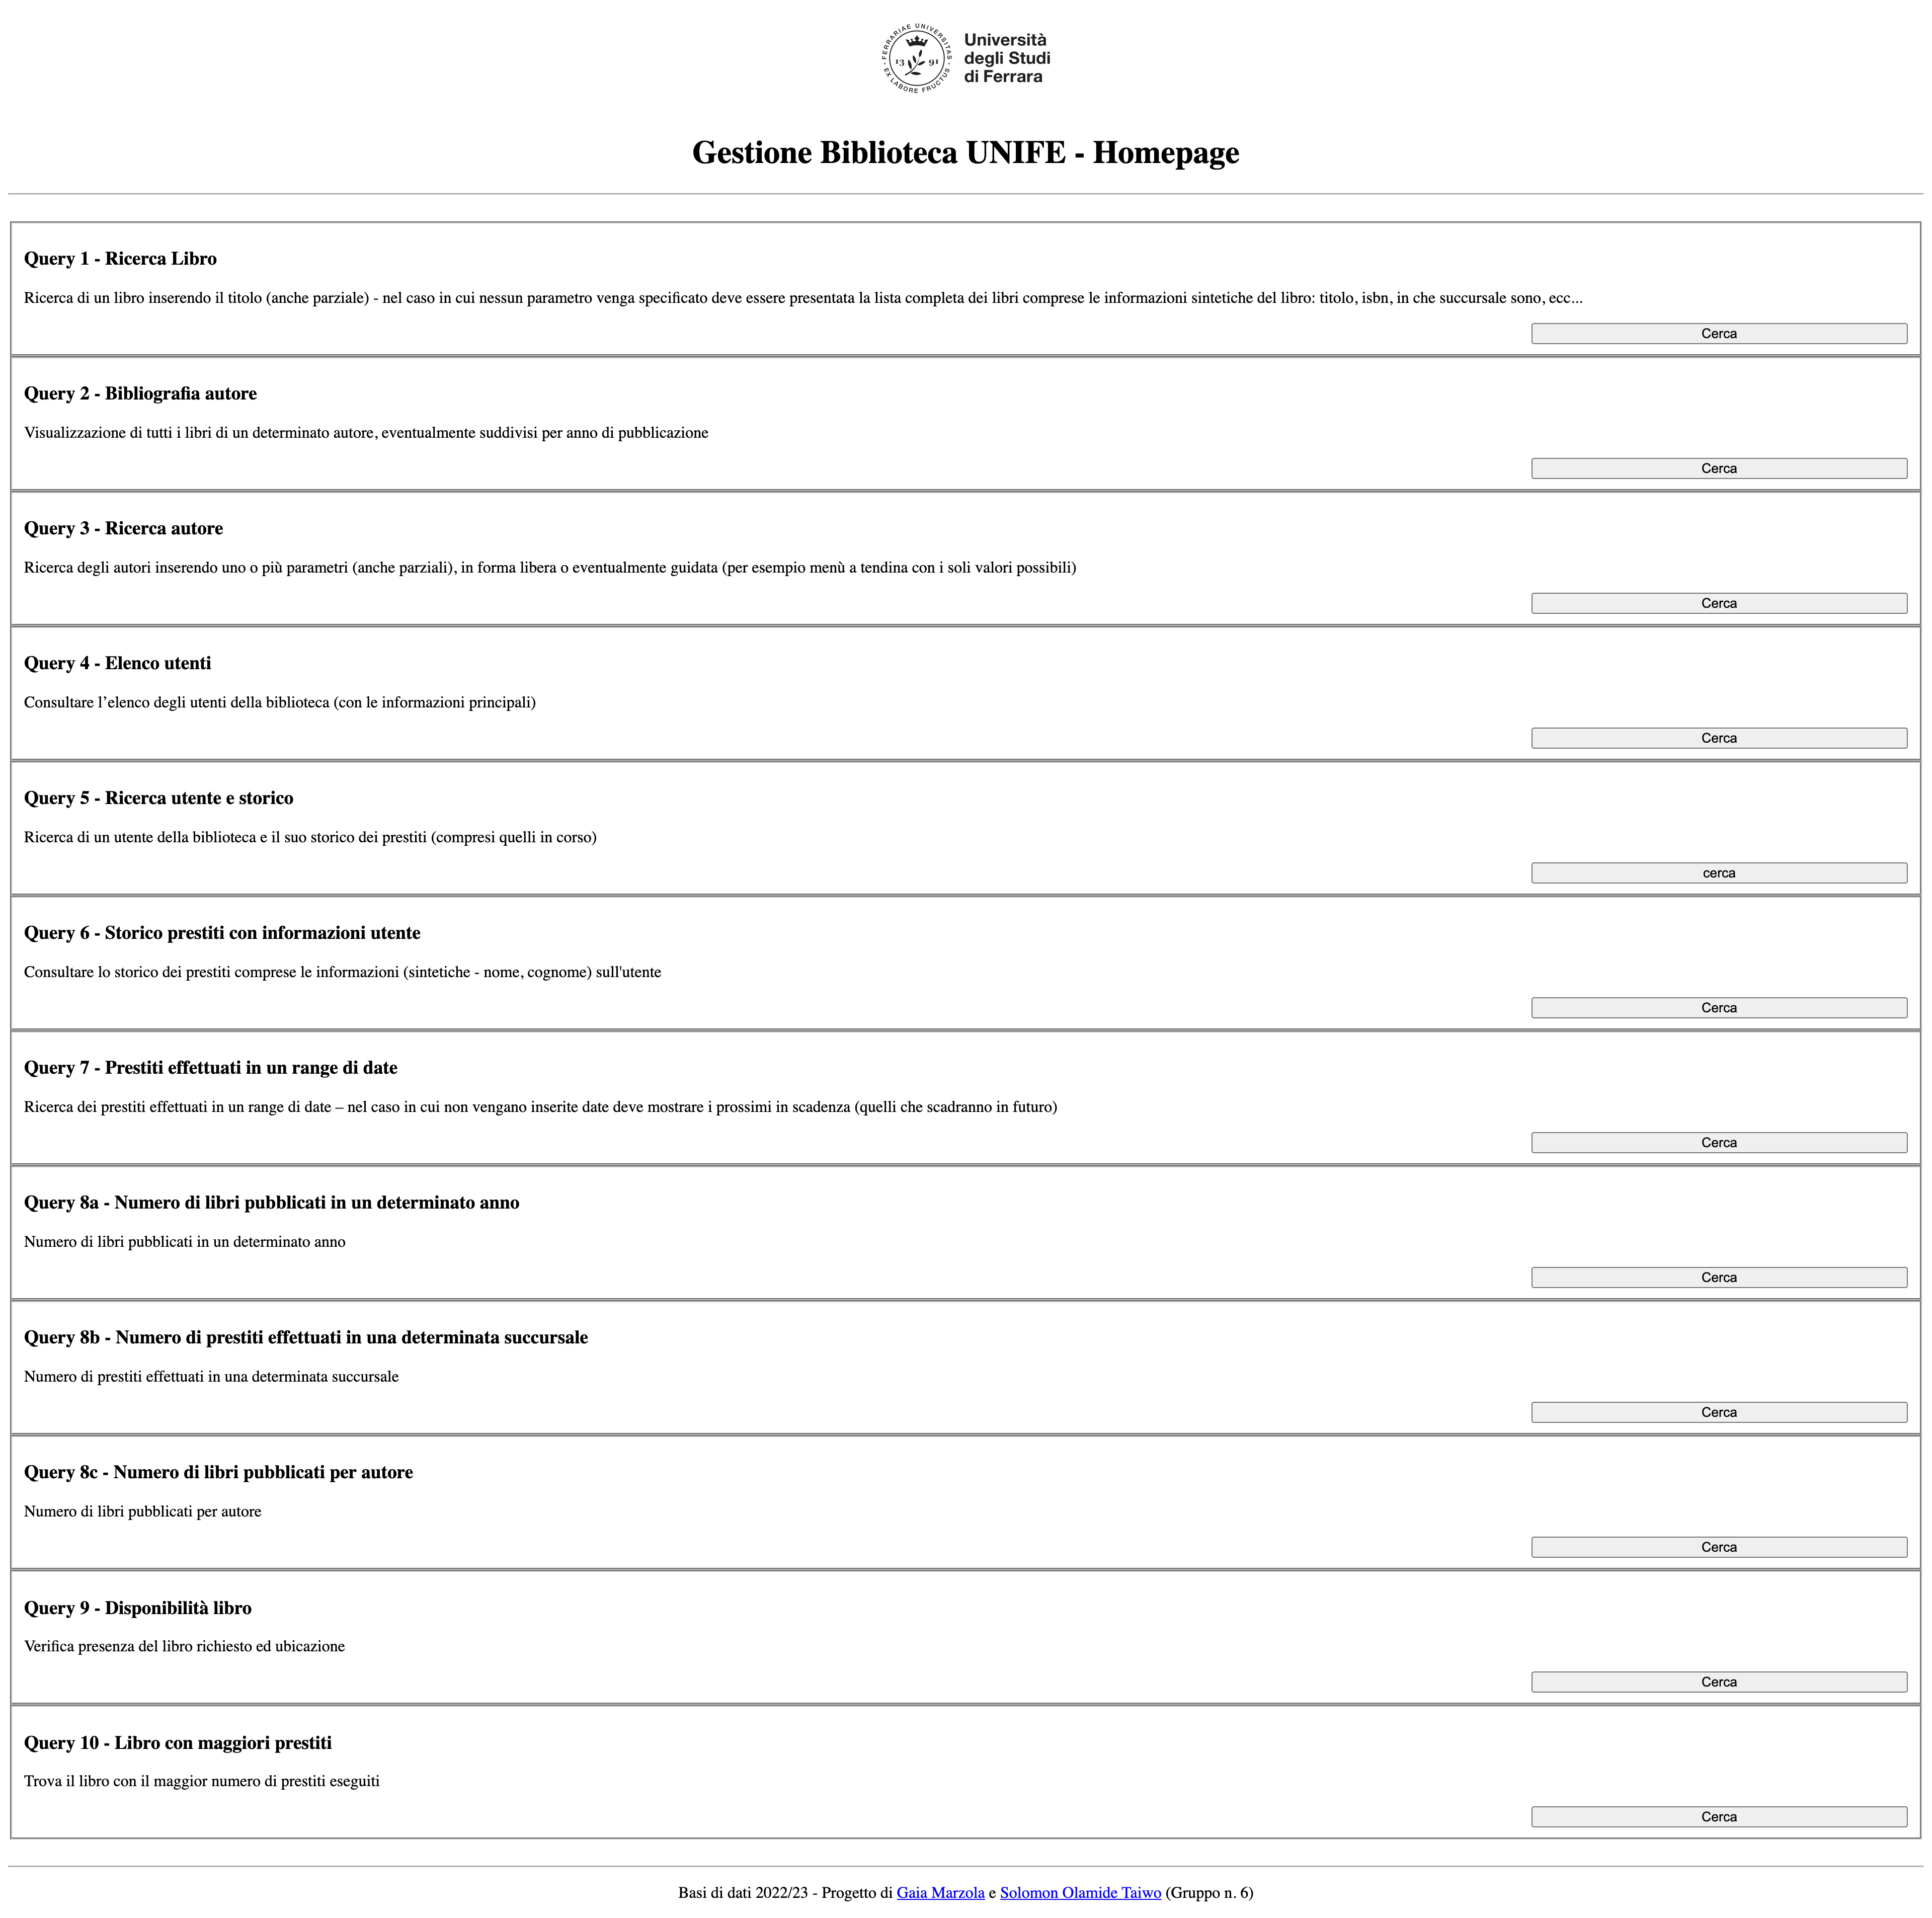 FERRARIAE UNIVERSITAS
EX LABORE FRUCTUS
13 91
Università
degli Studi
di Ferrara
Gestione Biblioteca UNIFE - Homepage
Query 1 - Ricerca Libro
Ricerca di un libro inserendo il titolo (anche parziale) - nel caso in cui nessun parametro venga specificato deve essere presentata la lista completa dei libri comprese le informazioni sintetiche del libro: titolo, isbn, in che succursale sono, ecc...
Cerca
Query 2 - Bibliografia autore
Visualizzazione di tutti i libri di un determinato autore, eventualmente suddivisi per anno di pubblicazione
Cerca
Query 3 - Ricerca autore
Ricerca degli autori inserendo uno o più parametri (anche parziali), in forma libera o eventualmente guidata (per esempio menù a tendina con i soli valori possibili)
Cerca
Query 4 - Elenco utenti
Consultare l’elenco degli utenti della biblioteca (con le informazioni principali)
Cerca
Query 5 - Ricerca utente e storico
Ricerca di un utente della biblioteca e il suo storico dei prestiti (compresi quelli in corso)
cerca
Query 6 - Storico prestiti con informazioni utente
Consultare lo storico dei prestiti comprese le informazioni (sintetiche - nome, cognome) sull'utente
Cerca
Query 7 - Prestiti effettuati in un range di date
Ricerca dei prestiti effettuati in un range di date – nel caso in cui non vengano inserite date deve mostrare i prossimi in scadenza (quelli che scadranno in futuro)
Cerca
Query 8a - Numero di libri pubblicati in un determinato anno
Numero di libri pubblicati in un determinato anno
Cerca
Query 8b - Numero di prestiti effettuati in una determinata succursale
Numero di prestiti effettuati in una determinata succursale
Cerca
Query 8c - Numero di libri pubblicati per autore
Numero di libri pubblicati per autore
Cerca
Query 9 - Disponibilità libro
Verifica presenza del libro richiesto ed ubicazione
Cerca
Query 10 - Libro con maggiori prestiti
Trova il libro con il maggior numero di prestiti eseguiti
Cerca
Basi di dati 2022/23 - Progetto di Gaia Marzola e Solomon Olamide Taiwo (Gruppo n. 6)